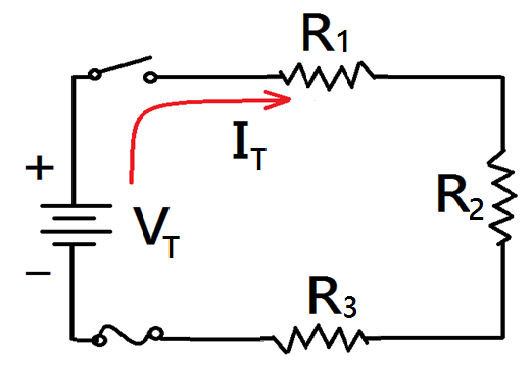 R1
IT
+
VT
R2
−
R3